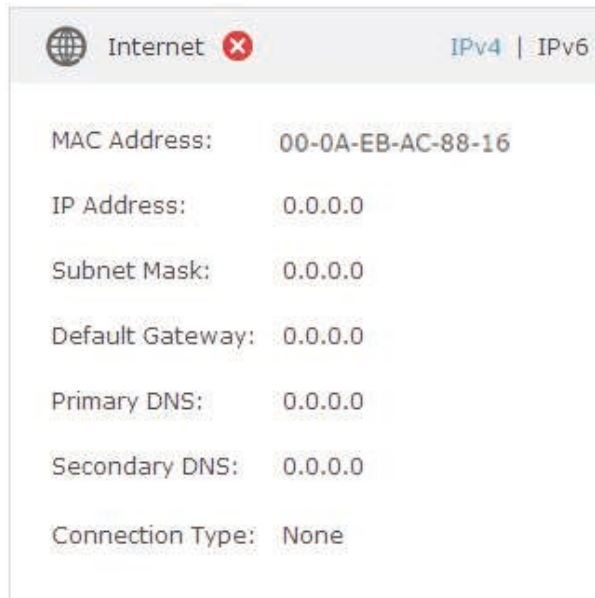 Internet IPv4 | IPv6
MAC Address: 00-0A-EB-AC-88-16
IP Address: 0.0.0.0
Subnet Mask: 0.0.0.0
Default Gateway: 0.0.0.0
Primary DNS: 0.0.0.0
Secondary DNS: 0.0.0.0
Connection Type: None